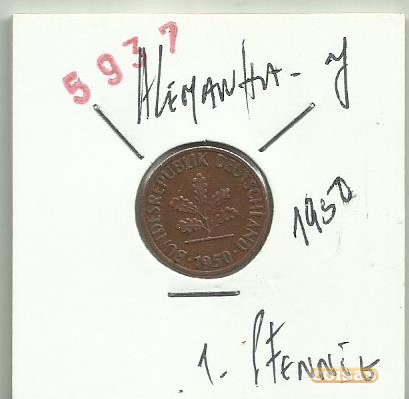 5937
ALEMANHA - J
BUNDESREPUBLIK DEUTSCHLAND
· 1950 ·
1950
1. PFENNIG